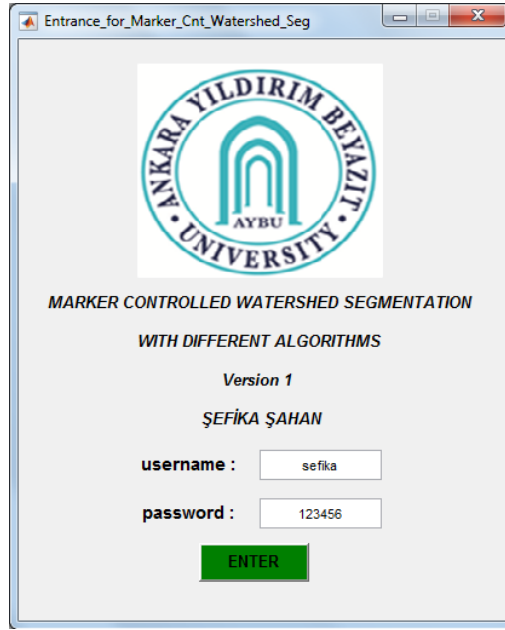 Entrance_for_Marker_Cnt_Watersh_Seg
ANKARA YILDIRIM BEYAZIT
AYBU
• UNIVERSITY •
MARKER CONTROLLED WATERSHED SEGMENTATION
WITH DIFFERENT ALGORITHMS
Version 1
ŞEFİKA ŞAHAN
username : sefika
password : 123456
ENTER